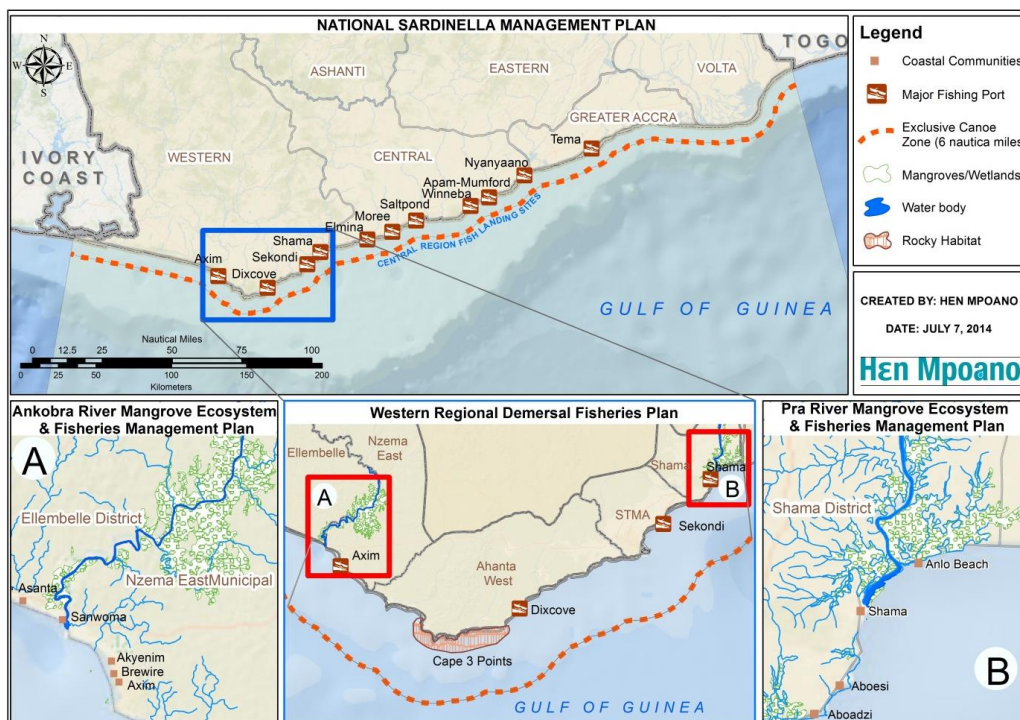 NATIONAL SARDINELLA MANAGEMENT PLAN
N
W E
S
TOGO
ASHANTI
EASTERN
VOLTA
GREATER ACCRA
IVORY
COAST
WESTERN
CENTRAL
Tema
Nyanyaano
Apam-Mumford
Winneba
Saltpond
Moree
Elmina
Shama
Sekondi
Axim
Dixcove
CENTRAL REGION FISH LANDING SITES
GULF OF GUINEA
Nautical Miles
0 12.5 25 50 75 100
0 25 50 100 150 200
Kilometers
Legend
Coastal Communities
Major Fishing Port
Exclusive Canoe
Zone (6 nautica miles)
Mangroves/Wetlands
Water body
Rocky Habitat
CREATED BY: HEN MPOANO
DATE: JULY 7, 2014
Hɛn Mpoano
Ankobra River Mangrove Ecosystem
& Fisheries Management Plan
A
Ellembelle District
Nzema EastMunicipal
Asanta
Sanwoma
Akyenim
Brewire
Axim
Western Regional Demersal Fisheries Plan
Nzema
East
Ellembelle
A
Axim
Shama
Shama
B
STMA
Sekondi
Ahanta
West
Dixcove
Cape 3 Points
GULF OF GUINEA
Pra River Mangrove Ecosystem
& Fisheries Management Plan
Shama District
Anlo Beach
Shama
B
Aboesi
Aboadzi